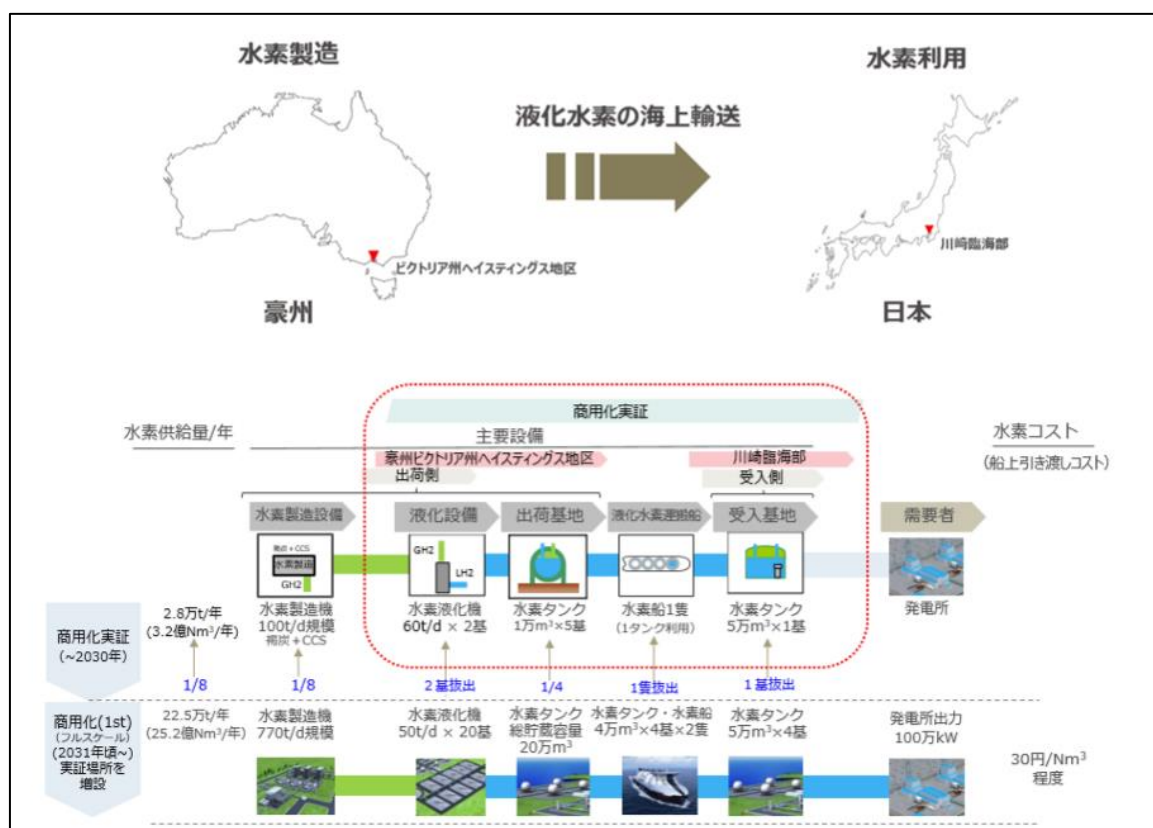 水素製造
水素利用
液化水素の海上輸送
ビクトリア州ヘイスティングス地区
川崎臨海部
豪州
日本
商用化実証
水素供給量/年
主要設備
水素コスト
(船上引き渡しコスト)
豪州ビクトリア州ヘイスティングス地区
川崎臨海部
出荷側
受入側
水素製造設備
液化設備
出荷基地
液化水素運搬船
受入基地
需要者
褐炭+CCS
水素製造
GH2
GH2
LH2
商用化実証
(~2030年)
2.8万t/年
(3.2億Nm³/年)
水素製造機
100t/d規模
褐炭+CCS
水素液化機
60t/d × 2基
水素タンク
1万m³×5基
水素船1隻
(1タンク利用)
水素タンク
5万m³×1基
発電所
1/8
1/8
2基抜出
1/4
1隻抜出
1基抜出
商用化(1st)
(フルスケール)
(2031年頃~)
実証場所を
増設
22.5万t/年
(25.2億Nm³/年)
水素製造機
770t/d規模
水素液化機
50t/d × 20基
水素タンク
総貯蔵容量
20万m³
水素タンク・水素船
4万m³×4基×2隻
水素タンク
5万m³×4基
発電所出力
100万kW
30円/Nm³
程度